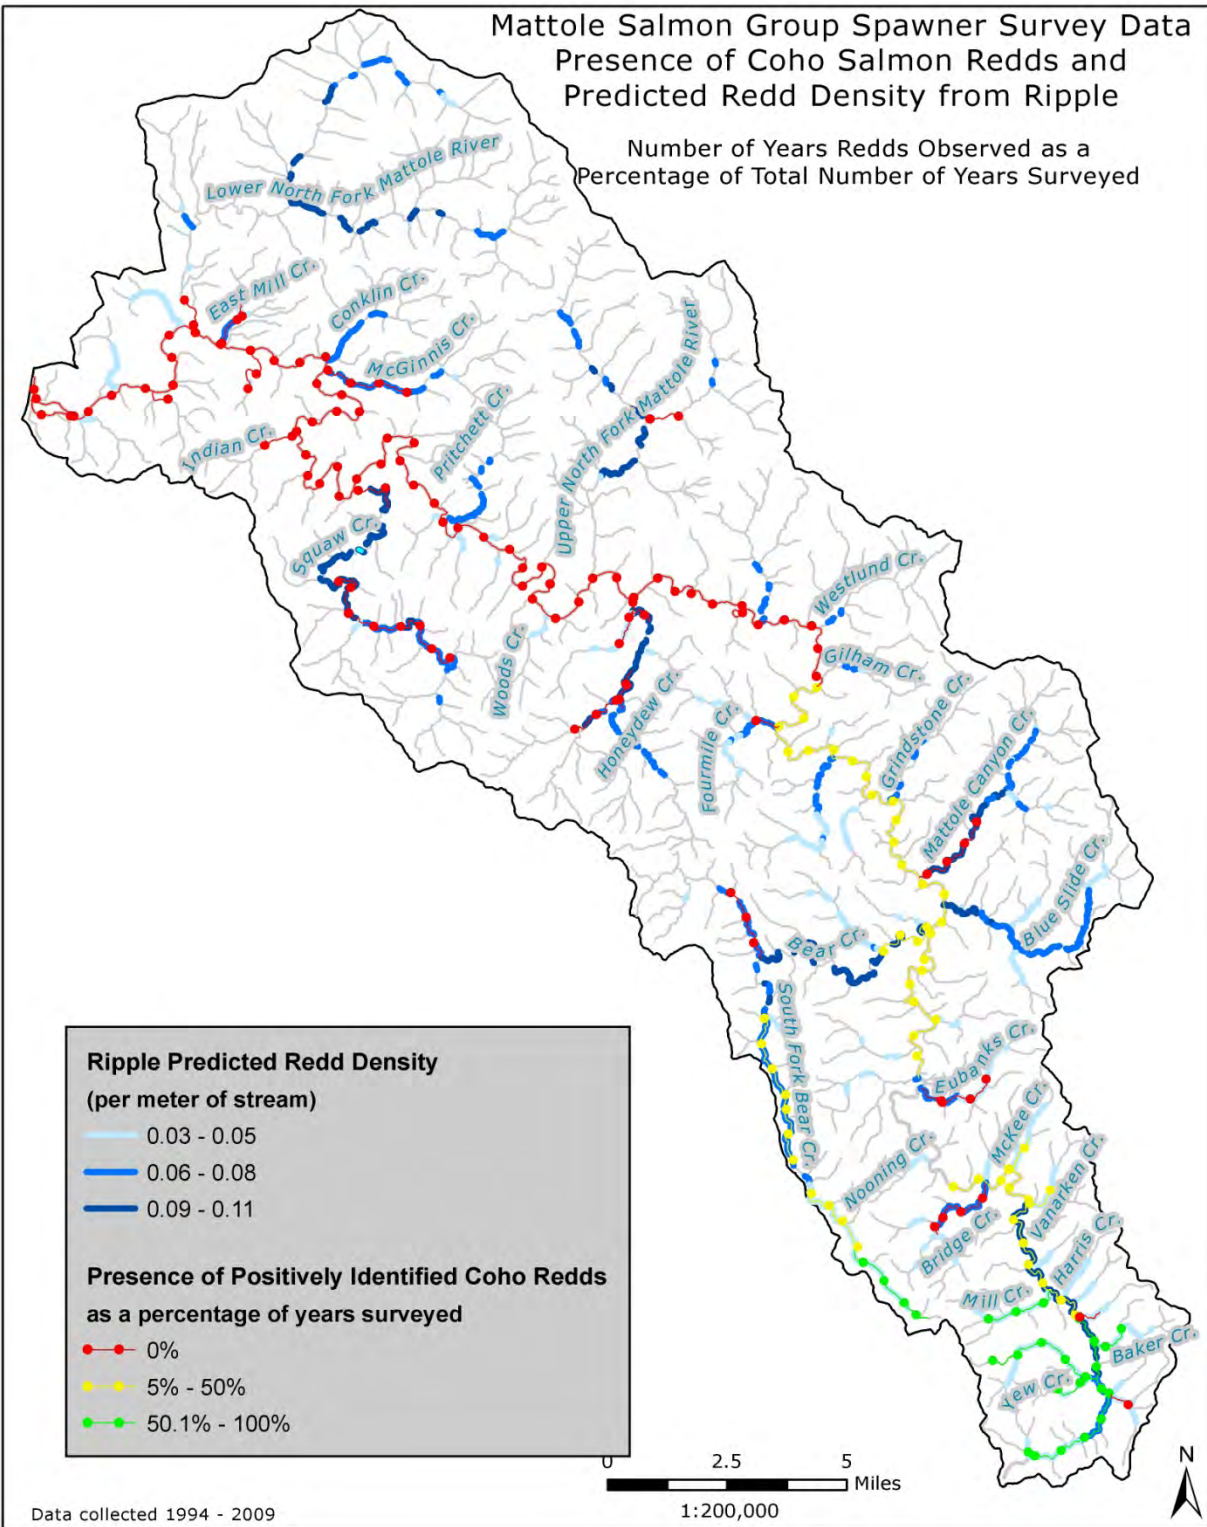 Mattole Salmon Group Spawner Survey Data
Presence of Coho Salmon Redds and
Predicted Redd Density from Ripple
Number of Years Redds Observed as a
Percentage of Total Number of Years Surveyed
Lower North Fork Mattole River
East Mill Cr.
Conklin Cr.
McGinnis Cr.
Indian Cr.
Pritchett Cr.
Upper North Fork Mattole River
Squaw Cr.
Westlund Cr.
Woods Cr.
Gilham Cr.
Honeydew Cr.
Fourmile Cr.
Grindstone Cr.
Mattole Canyon Cr.
Blue Slide Cr.
Bear Cr.
South Fork Bear Cr.
Eubanks Cr.
McKee Cr.
Nooning Cr.
Vanarken Cr.
Bridge Cr.
Harris Cr.
Mill Cr.
Baker Cr.
Yew Cr.
Ripple Predicted Redd Density
(per meter of stream)
0.03 - 0.05
0.06 - 0.08
0.09 - 0.11
Presence of Positively Identified Coho Redds
as a percentage of years surveyed
0%
5% - 50%
50.1% - 100%
0 2.5 5
Miles
1:200,000
N
Data collected 1994 - 2009